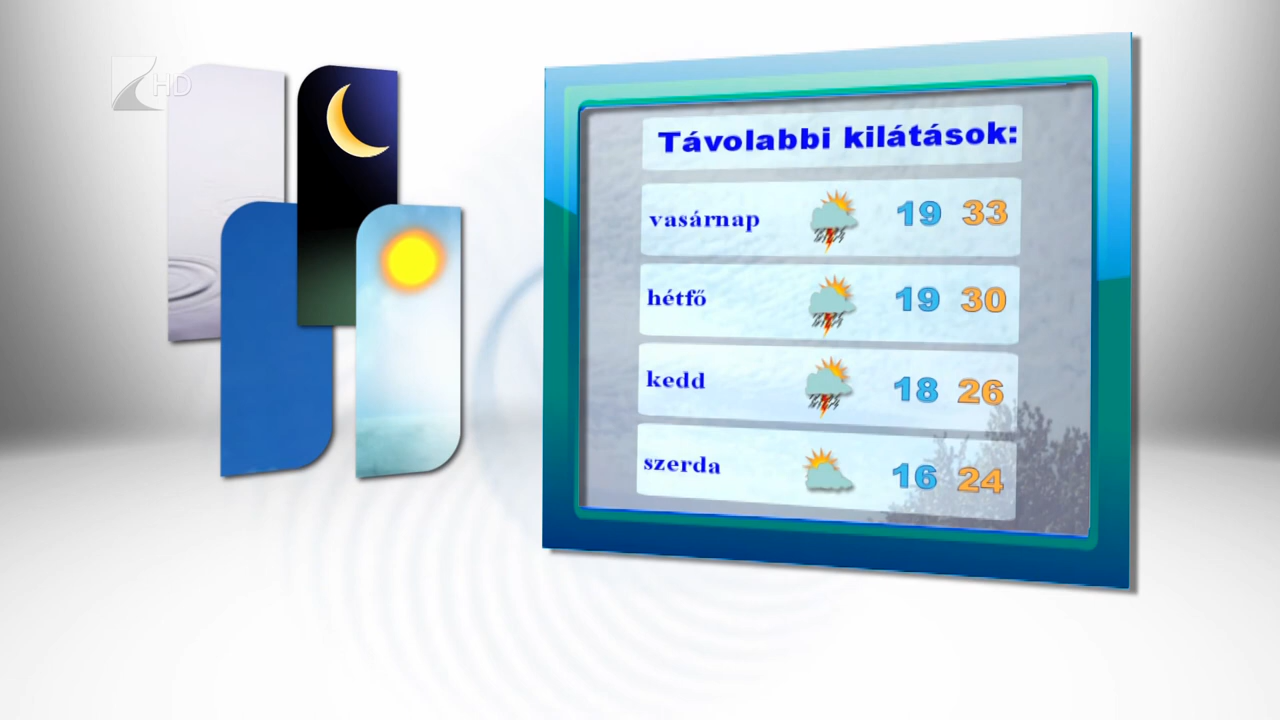 HD
Távolabbi kilátások:
vasárnap 19 33
hétfő 19 30
kedd 18 26
szerda 16 24